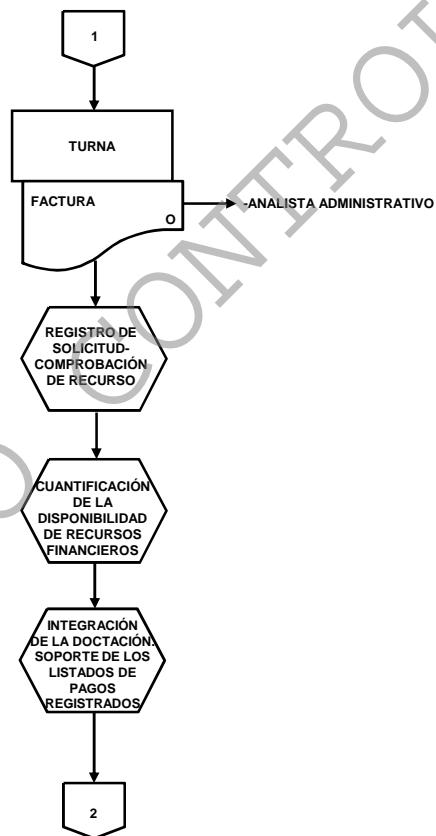 1
TURNA
FACTURA
O
-ANALISTA ADMINISTRATIVO
REGISTRO DE
SOLICITUD-
COMPROBACIÓN
DE RECURSO
CUANTIFICACIÓN
DE LA
DISPONIBILIDAD
DE RECURSOS
FINANCIEROS
INTEGRACIÓN
DE LA DOCTACIÓN.
SOPORTE DE LOS
LISTADOS DE
PAGOS
REGISTRADOS
2
O CONTROL